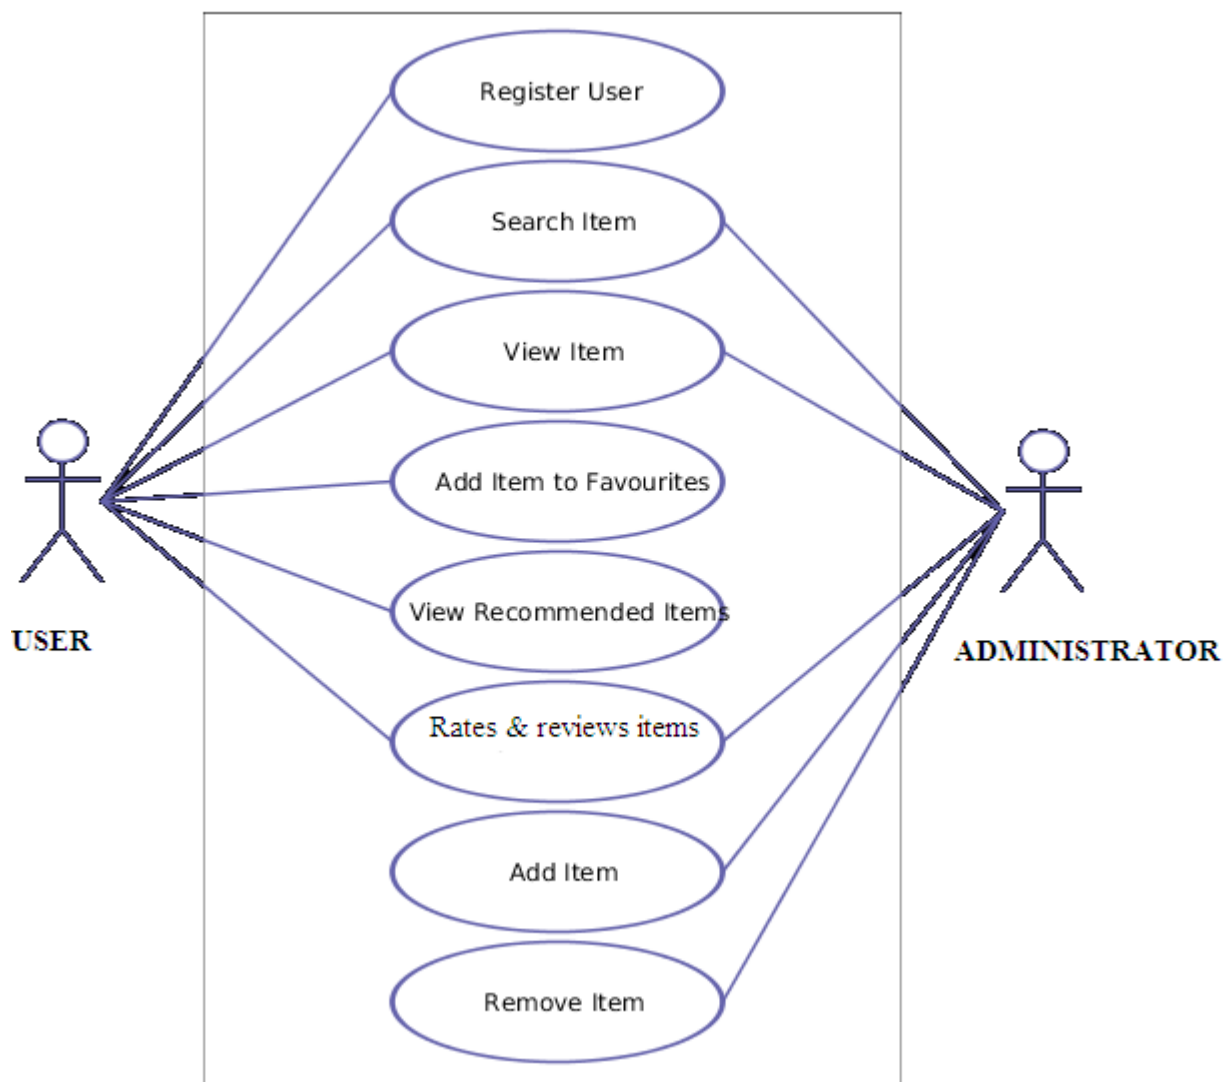 Register User
Search Item
View Item
Add Item to Favourites
View Recommended Items
USER
ADMINISTRATOR
Rates & reviews items
Add Item
Remove Item